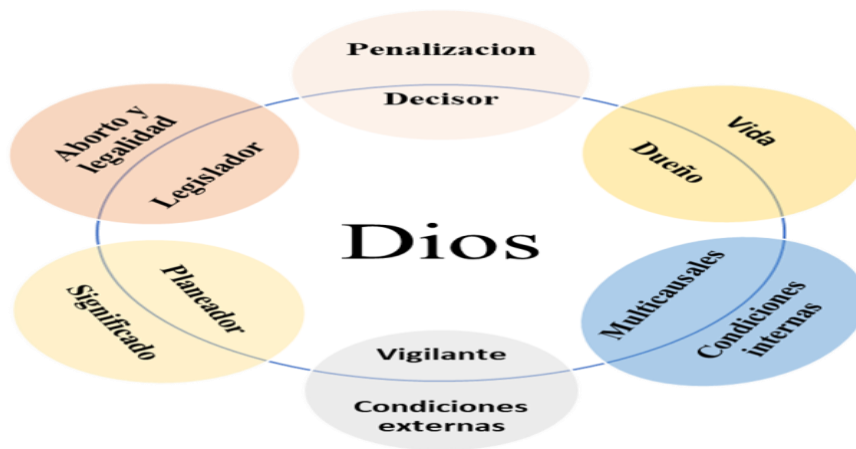 Penalizacion
Decisor
Aborto y
legalidad
Legislador
Vida
Dueño
Dios
Planeador
Significado
Multicausales
Condiciones
internas
Vigilante
Condiciones
externas